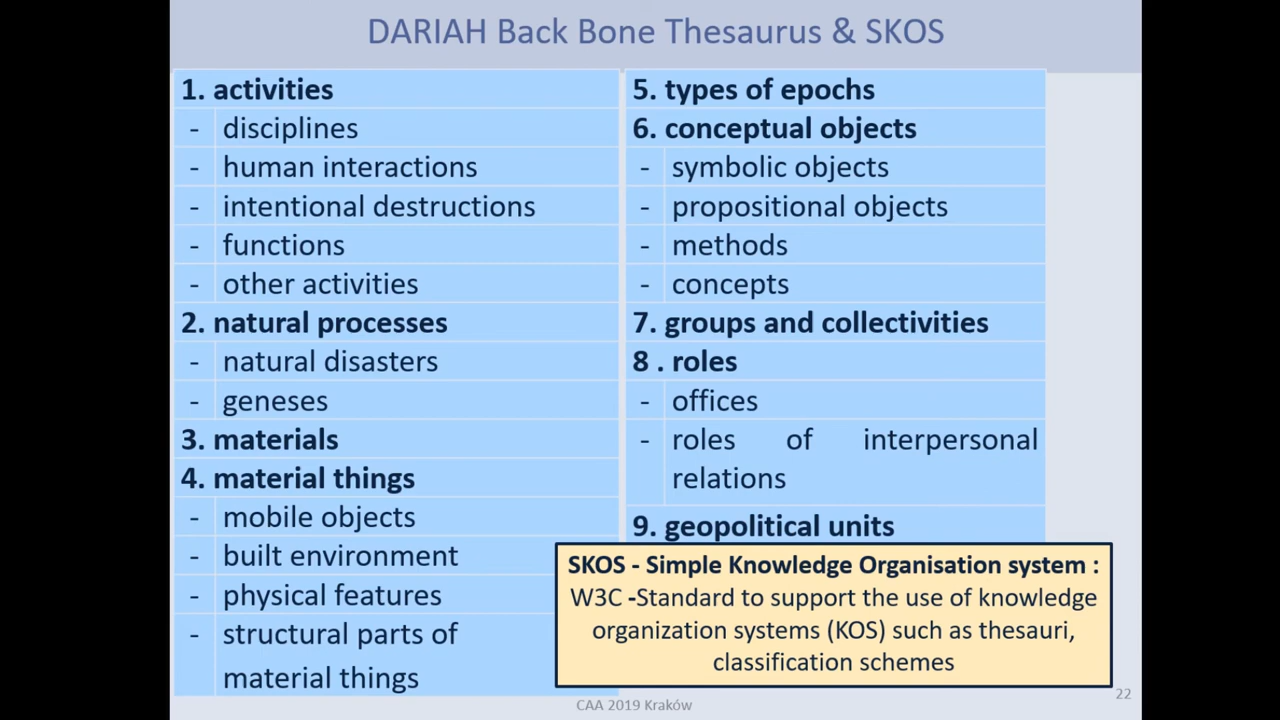 DARIAH Back Bone Thesaurus & SKOS
1. activities
- disciplines
- human interactions
- intentional destructions
- functions
- other activities
2. natural processes
- natural disasters
- geneses
3. materials
4. material things
- mobile objects
- built environment
- physical features
- structural parts of
material things
5. types of epochs
6. conceptual objects
- symbolic objects
- propositional objects
- methods
- concepts
7. groups and collectivities
8 . roles
- offices
- roles of interpersonal
relations
9. geopolitical units
SKOS - Simple Knowledge Organisation system :
W3C -Standard to support the use of knowledge
organization systems (KOS) such as thesauri,
classification schemes
CAA 2019 Kraków
22